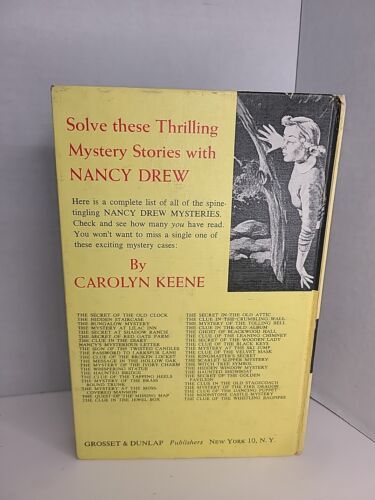 Solve these Thrilling
Mystery Stories with
NANCY DREW
Here is a complete list of all of the spine-
tingling NANCY DREW MYSTERIES.
Check and see how many you have read.
You won't want to miss a single one of
these exciting mystery cases:
By
CAROLYN KEENE
THE SECRET OF THE OLD CLOCK
THE HIDDEN STAIRCASE
THE BUNGALOW MYSTERY
THE MYSTERY AT LILAC INN
THE SECRET AT SHADOW RANCH
THE SECRET OF RED GATE FARM
THE CLUE IN THE DIARY
NANCY'S MYSTERIOUS LETTER
THE SIGN OF THE TWISTED CANDLES
THE PASSWORD TO LARKSPUR LANE
THE CLUE OF THE BROKEN LOCKET
THE MESSAGE IN THE HOLLOW OAK
THE MYSTERY OF THE IVORY CHARM
THE WHISPERING STATUE
THE HAUNTED BRIDGE
THE CLUE OF THE TAPPING HEELS
THE MYSTERY OF THE BRASS
BOUND TRUNK
THE MYSTERY AT THE MOSS-
COVERED MANSION
THE QUEST OF THE MISSING MAP
THE CLUE IN THE JEWEL BOX
THE SECRET IN THE OLD ATTIC
THE CLUE IN THE CRUMBLING WALL
THE MYSTERY OF THE TOLLING BELL
THE CLUE IN THE OLD ALBUM
THE GHOST OF BLACKWOOD HALL
THE CLUE OF THE LEANING CHIMNEY
THE SECRET OF THE WOODEN LADY
THE CLUE OF THE BLACK KEYS
THE MYSTERY AT THE SKI JUMP
THE CLUE OF THE VELVET MASK
THE RINGMASTER'S SECRET
THE SCARLET SLIPPER MYSTERY
THE WITCH TREE SYMBOL
THE HIDDEN WINDOW MYSTERY
THE HAUNTED SHOWBOAT
THE SECRET OF THE GOLDEN
PAVILION
THE CLUE IN THE OLD STAGECOACH
THE MYSTERY OF THE FIRE DRAGON
THE CLUE OF THE DANCING PUPPET
THE MOONSTONE CASTLE MYSTERY
THE CLUE OF THE WHISTLING BAGPIPES
GROSSET & DUNLAP Publishers NEW YORK 10, N. Y.